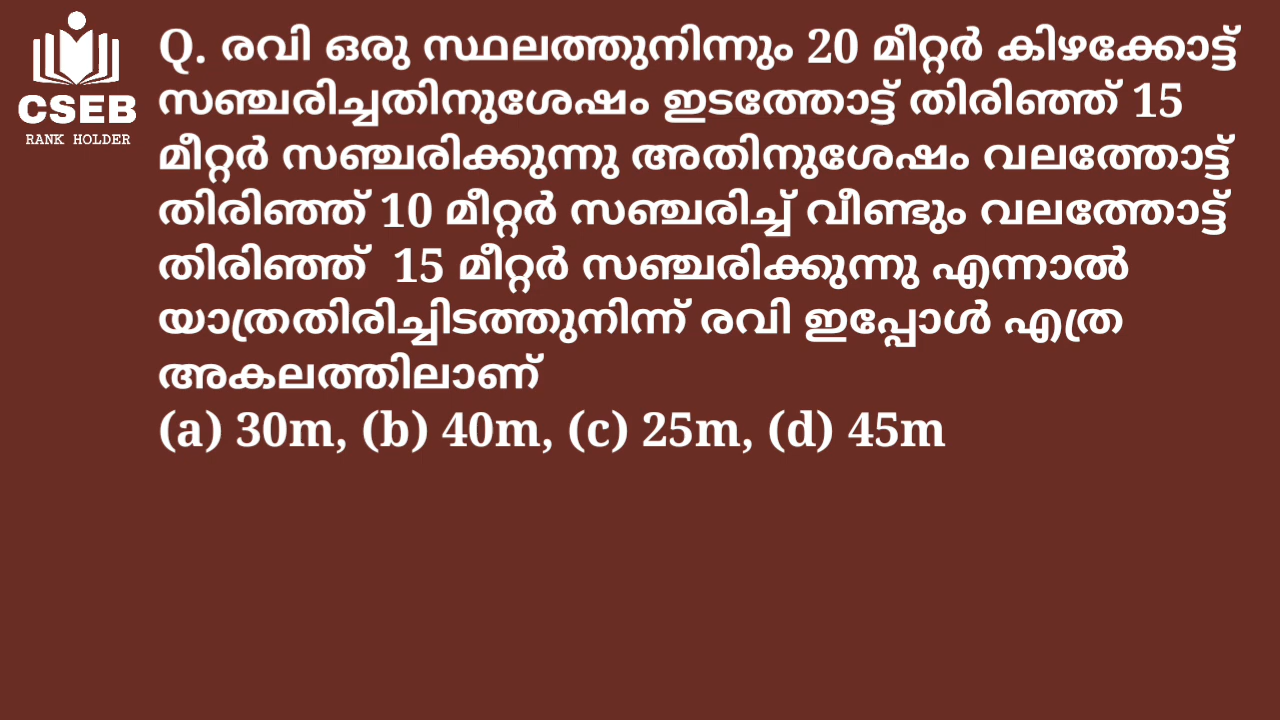 CSEB
RANK HOLDER
Q. രവി ഒരു സ്ഥലത്തുനിന്നും 20 മീറ്റർ കിഴക്കോട്ട്
സഞ്ചരിച്ചതിനുശേഷം ഇടത്തോട്ട് തിരിഞ്ഞ് 15
മീറ്റർ സഞ്ചരിക്കുന്നു അതിനുശേഷം വലത്തോട്ട്
തിരിഞ്ഞ് 10 മീറ്റർ സഞ്ചരിച്ച് വീണ്ടും വലത്തോട്ട്
തിരിഞ്ഞ്  15 മീറ്റർ സഞ്ചരിക്കുന്നു എന്നാൽ
യാത്രതിരിച്ചിടത്തുനിന്ന് രവി ഇപ്പോൾ എത്ര
അകലത്തിലാണ്
(a) 30m, (b) 40m, (c) 25m, (d) 45m